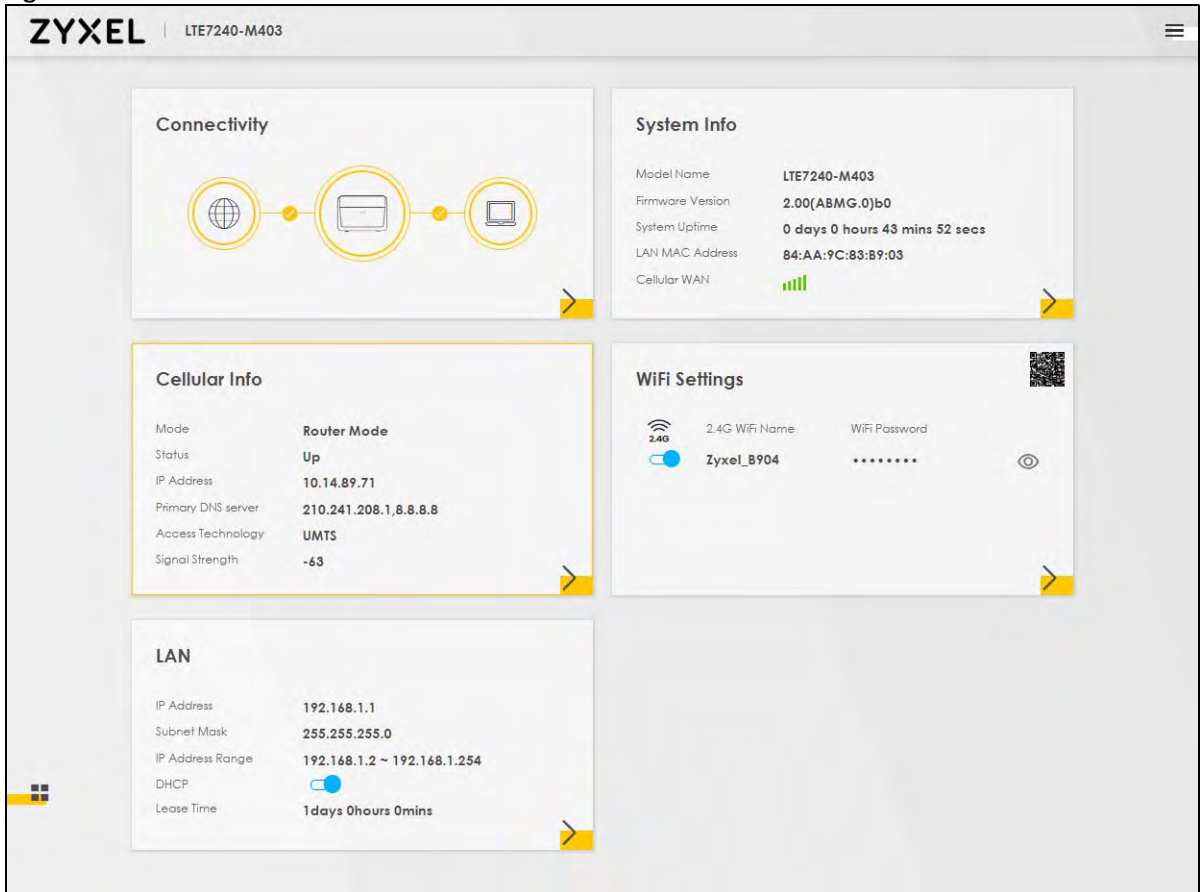 ZYXEL LTE7240-M403
Connectivity
System Info
Model Name LTE7240-M403
Firmware Version 2.00(ABMG.0)b0
System Uptime 0 days 0 hours 43 mins 52 secs
LAN MAC Address 84:AA:9C:83:B9:03
Cellular WAN
Cellular Info
Mode Router Mode
Status Up
IP Address 10.14.89.71
Primary DNS server 210.241.208.1,8.8.8.8
Access Technology UMTS
Signal Strength -63
WiFi Settings
2.4G 2.4G WiFi Name WiFi Password
Zyxel_B904 ••••••••
LAN
IP Address 192.168.1.1
Subnet Mask 255.255.255.0
IP Address Range 192.168.1.2 ~ 192.168.1.254
DHCP
Lease Time 1days 0hours 0mins